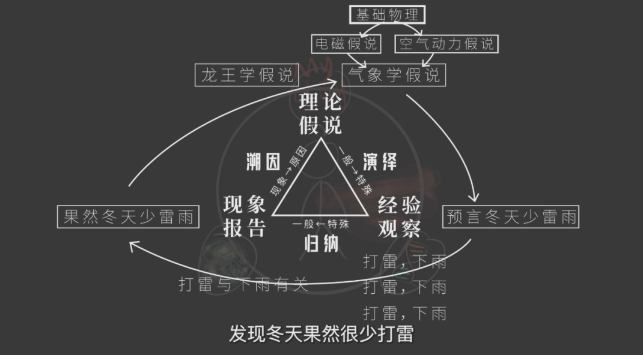 基础物理
电磁假说
空气动力假说
龙王学假说
气象学假说
理论
假说
溯因
现象→原因
一般→特殊
演绎
果然冬天少雷雨
现象
报告
一般←特殊
归纳
经验
观察
预言冬天少雷雨
打雷与下雨有关
打雷，下雨
打雷，下雨
打雷，下雨
发现冬天果然很少打雷